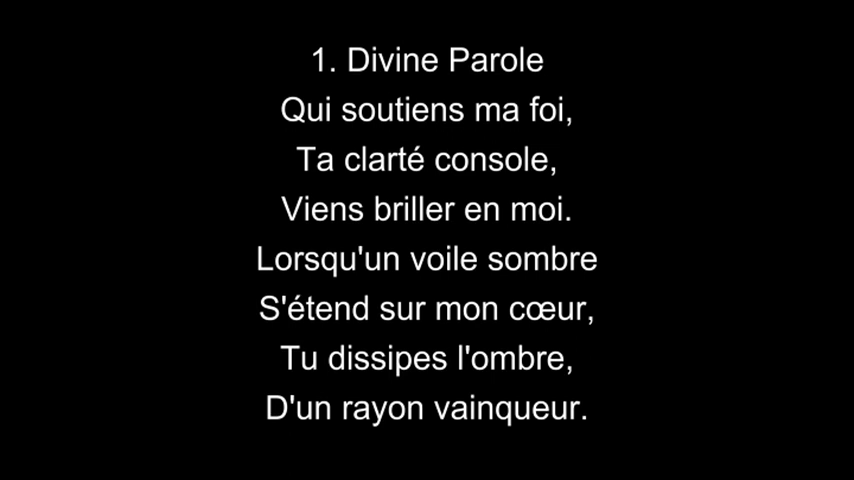 1. Divine Parole
Qui soutiens ma foi,
Ta clarté console,
Viens briller en moi.
Lorsqu'un voile sombre
S'étend sur mon cœur,
Tu dissipes l'ombre,
D'un rayon vainqueur.